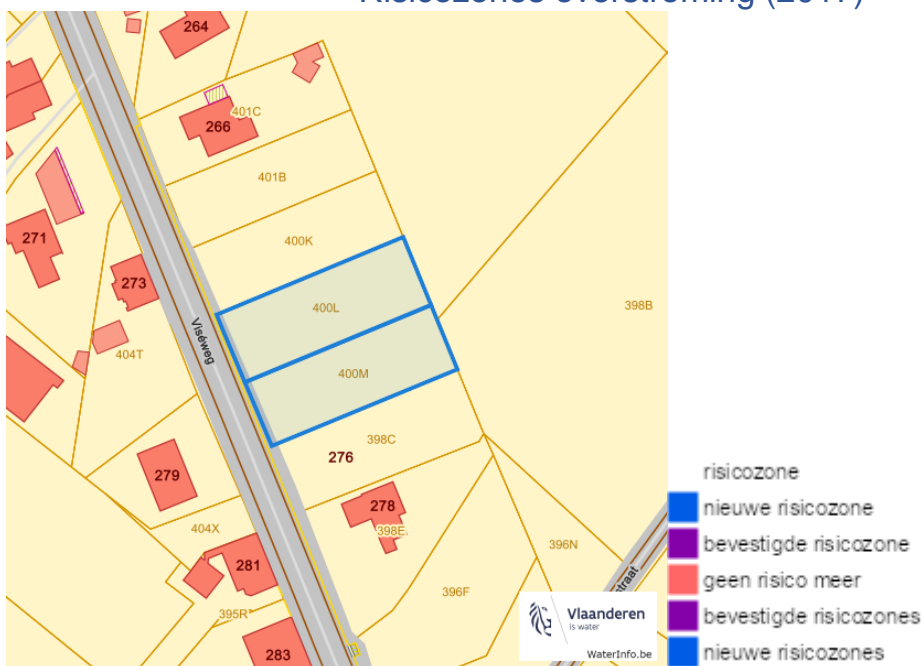 264
401C
266
401B
271
400K
273
400L
398B
Viséweg
404T
400M
398C
276
279
278
398E
404X
396N
281
straat
396F
395R
283
Vlaanderen
is water
WaterInfo.be
risicozone
nieuwe risicozone
bevestigde risicozone
geen risico meer
bevestigde risicozones
nieuwe risicozones